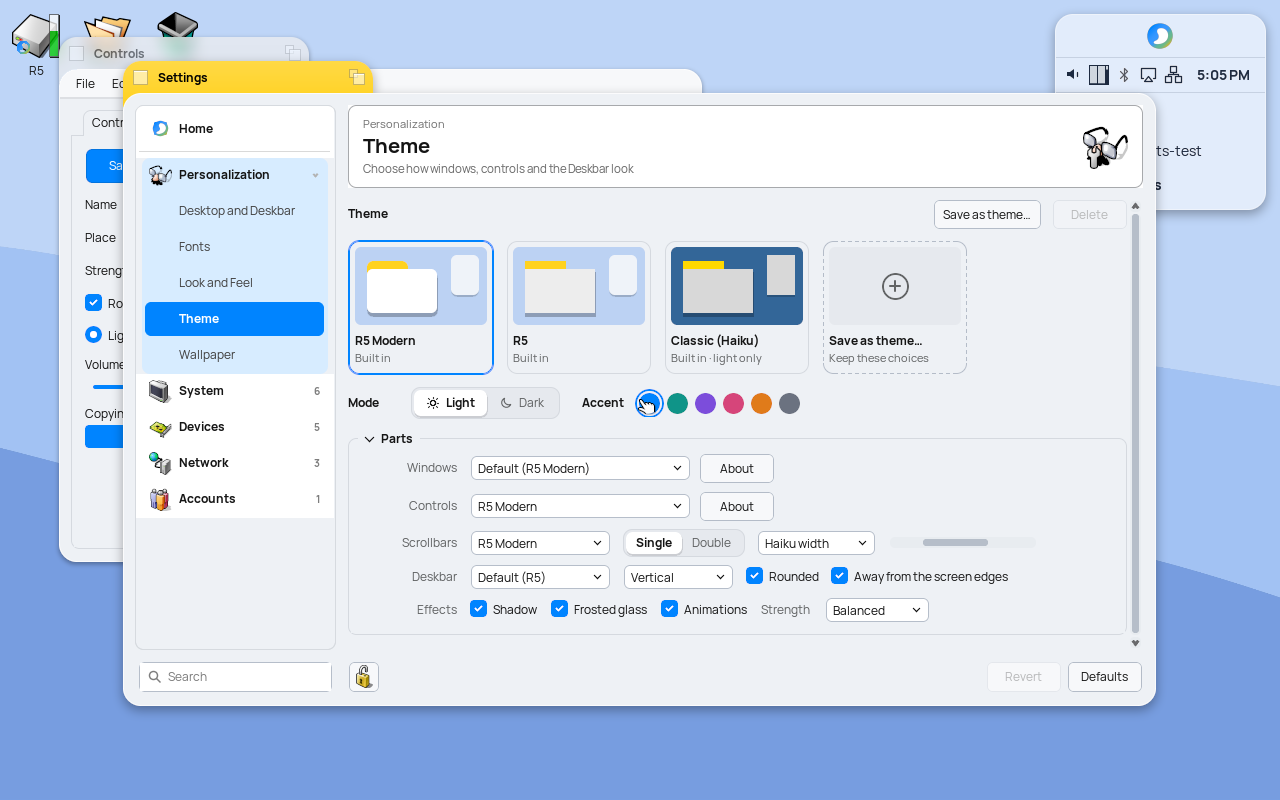 R5
Controls
File
Settings
5:05 PM
Home
Personalization
Desktop and Deskbar
Fonts
Look and Feel
Theme
Wallpaper
System 6
Devices 5
Network 3
Accounts 1
Search
Personalization
Theme
Choose how windows, controls and the Deskbar look
Theme
Save as theme…
Delete
R5 Modern
Built in
R5
Built in
Classic (Haiku)
Built in · light only
Save as theme…
Keep these choices
Mode Light Dark Accent
Parts
Windows Default (R5 Modern) About
Controls R5 Modern About
Scrollbars R5 Modern Single Double Haiku width
Deskbar Default (R5) Vertical Rounded Away from the screen edges
Effects Shadow Frosted glass Animations Strength Balanced
Revert Defaults
Name
Place
Volume
ts-test